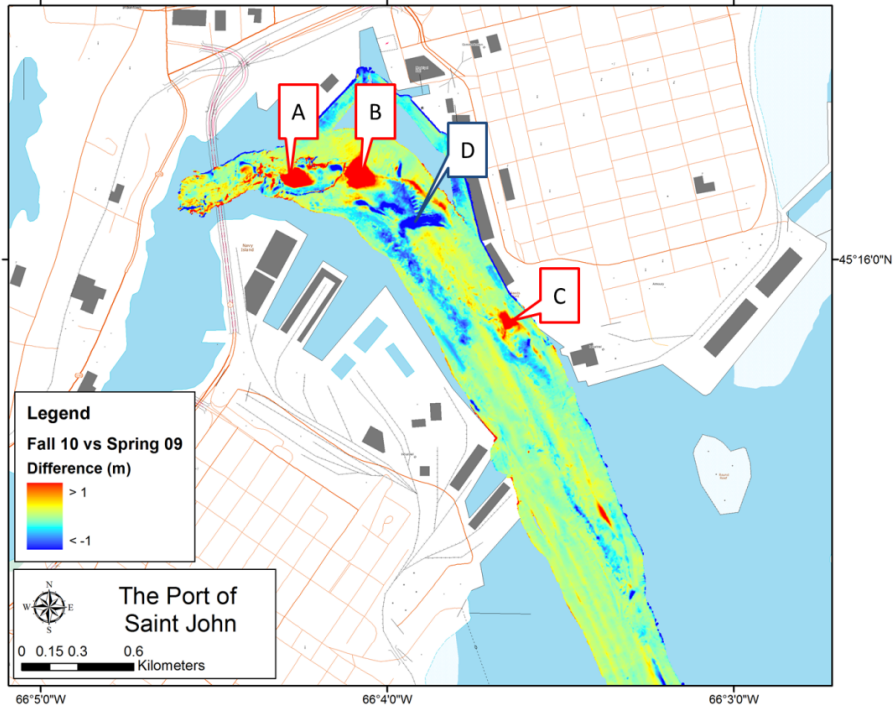 A
B
D
C
45°16'0"N
Legend
Fall 10 vs Spring 09
Difference (m)
> 1
< -1
N
W E
S
The Port of
Saint John
0 0.15 0.3 0.6
Kilometers
66°5'0"W
66°4'0"W
66°3'0"W